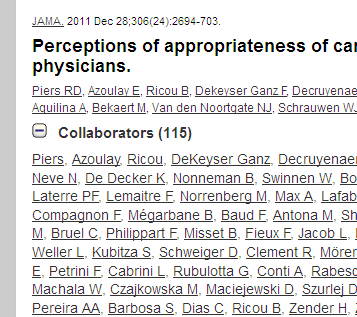 JAMA. 2011 Dec 28;306(24):2694-703.
Perceptions of appropriateness of car
physicians.
Piers RD, Azoulay E, Ricou B, Dekeyser Ganz F, Decruyenae
Aquilina A, Bekaert M, Van den Noortgate NJ, Schrauwen WJ
Collaborators (115)
Piers, Azoulay, Ricou, DeKeyser Ganz, Decruyenaer
Neve N, De Decker K, Nonneman B, Swinnen W, Bo
Laterre PF, Lemaitre F, Norrenberg M, Max A, Lafab
Compagnon F, Mégarbane B, Baud F, Antona M, Sh
M, Bruel C, Philippart F, Misset B, Fieux F, Jacob L,
Weller L, Kubitza S, Schweiger D, Clement R, Mören
E, Petrini F, Cabrini L, Rubulotta G, Conti A, Rabesc
Machala W, Czajkowska M, Maciejewski D, Szurlej D
Pereira AA, Barbosa S, Dias C, Ricou B, Zender H,